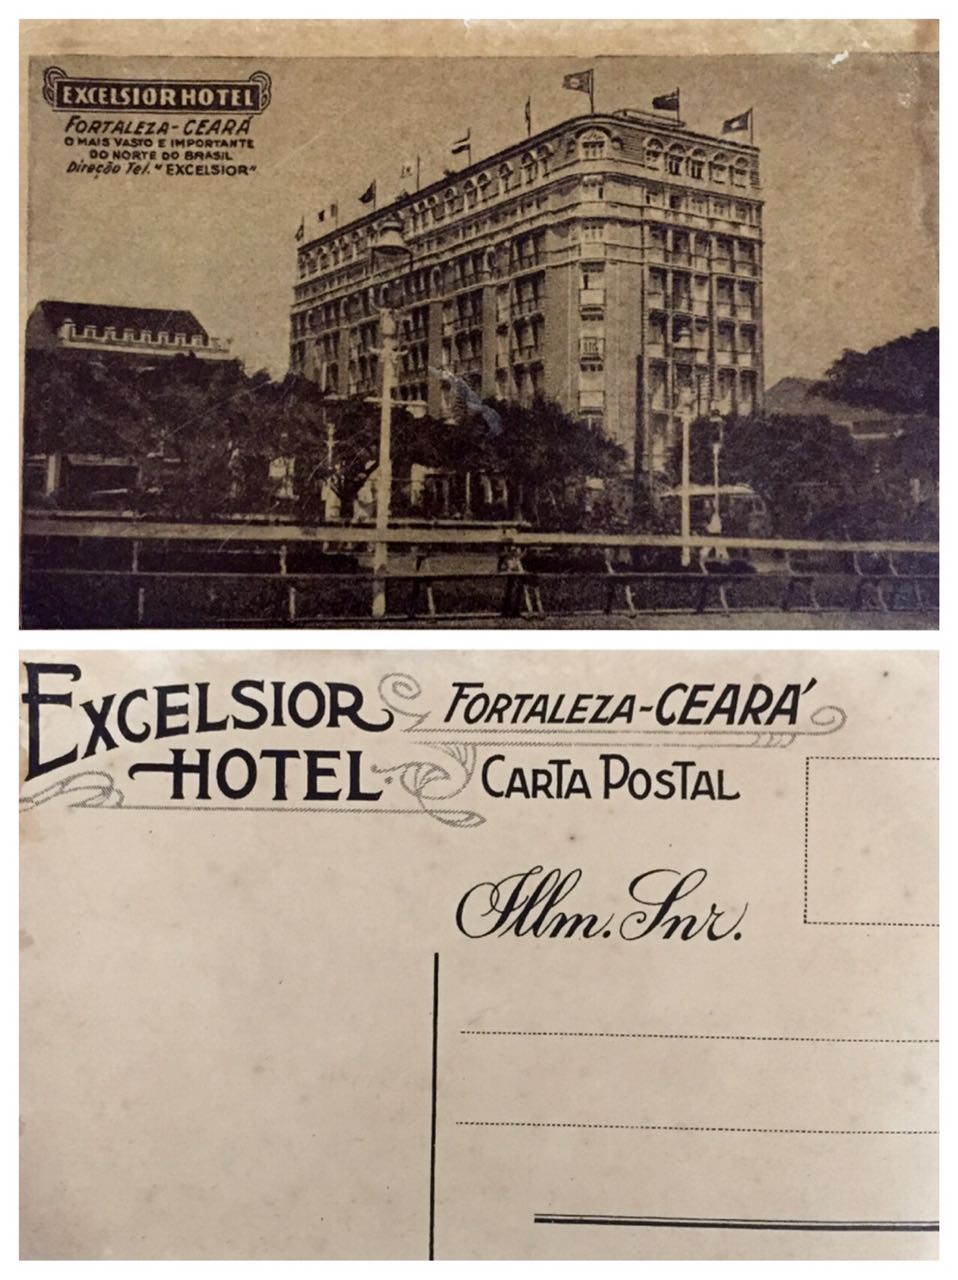 EXCELSIOR HOTEL
FORTALEZA-CEARÁ
O MAIS VASTO E IMPORTANTE
DO NORTE DO BRASIL
Direção Tel. "EXCELSIOR"
EXCELSIOR
HOTEL
FORTALEZA-CEARÁ
CARTA POSTAL
Illm. Snr.